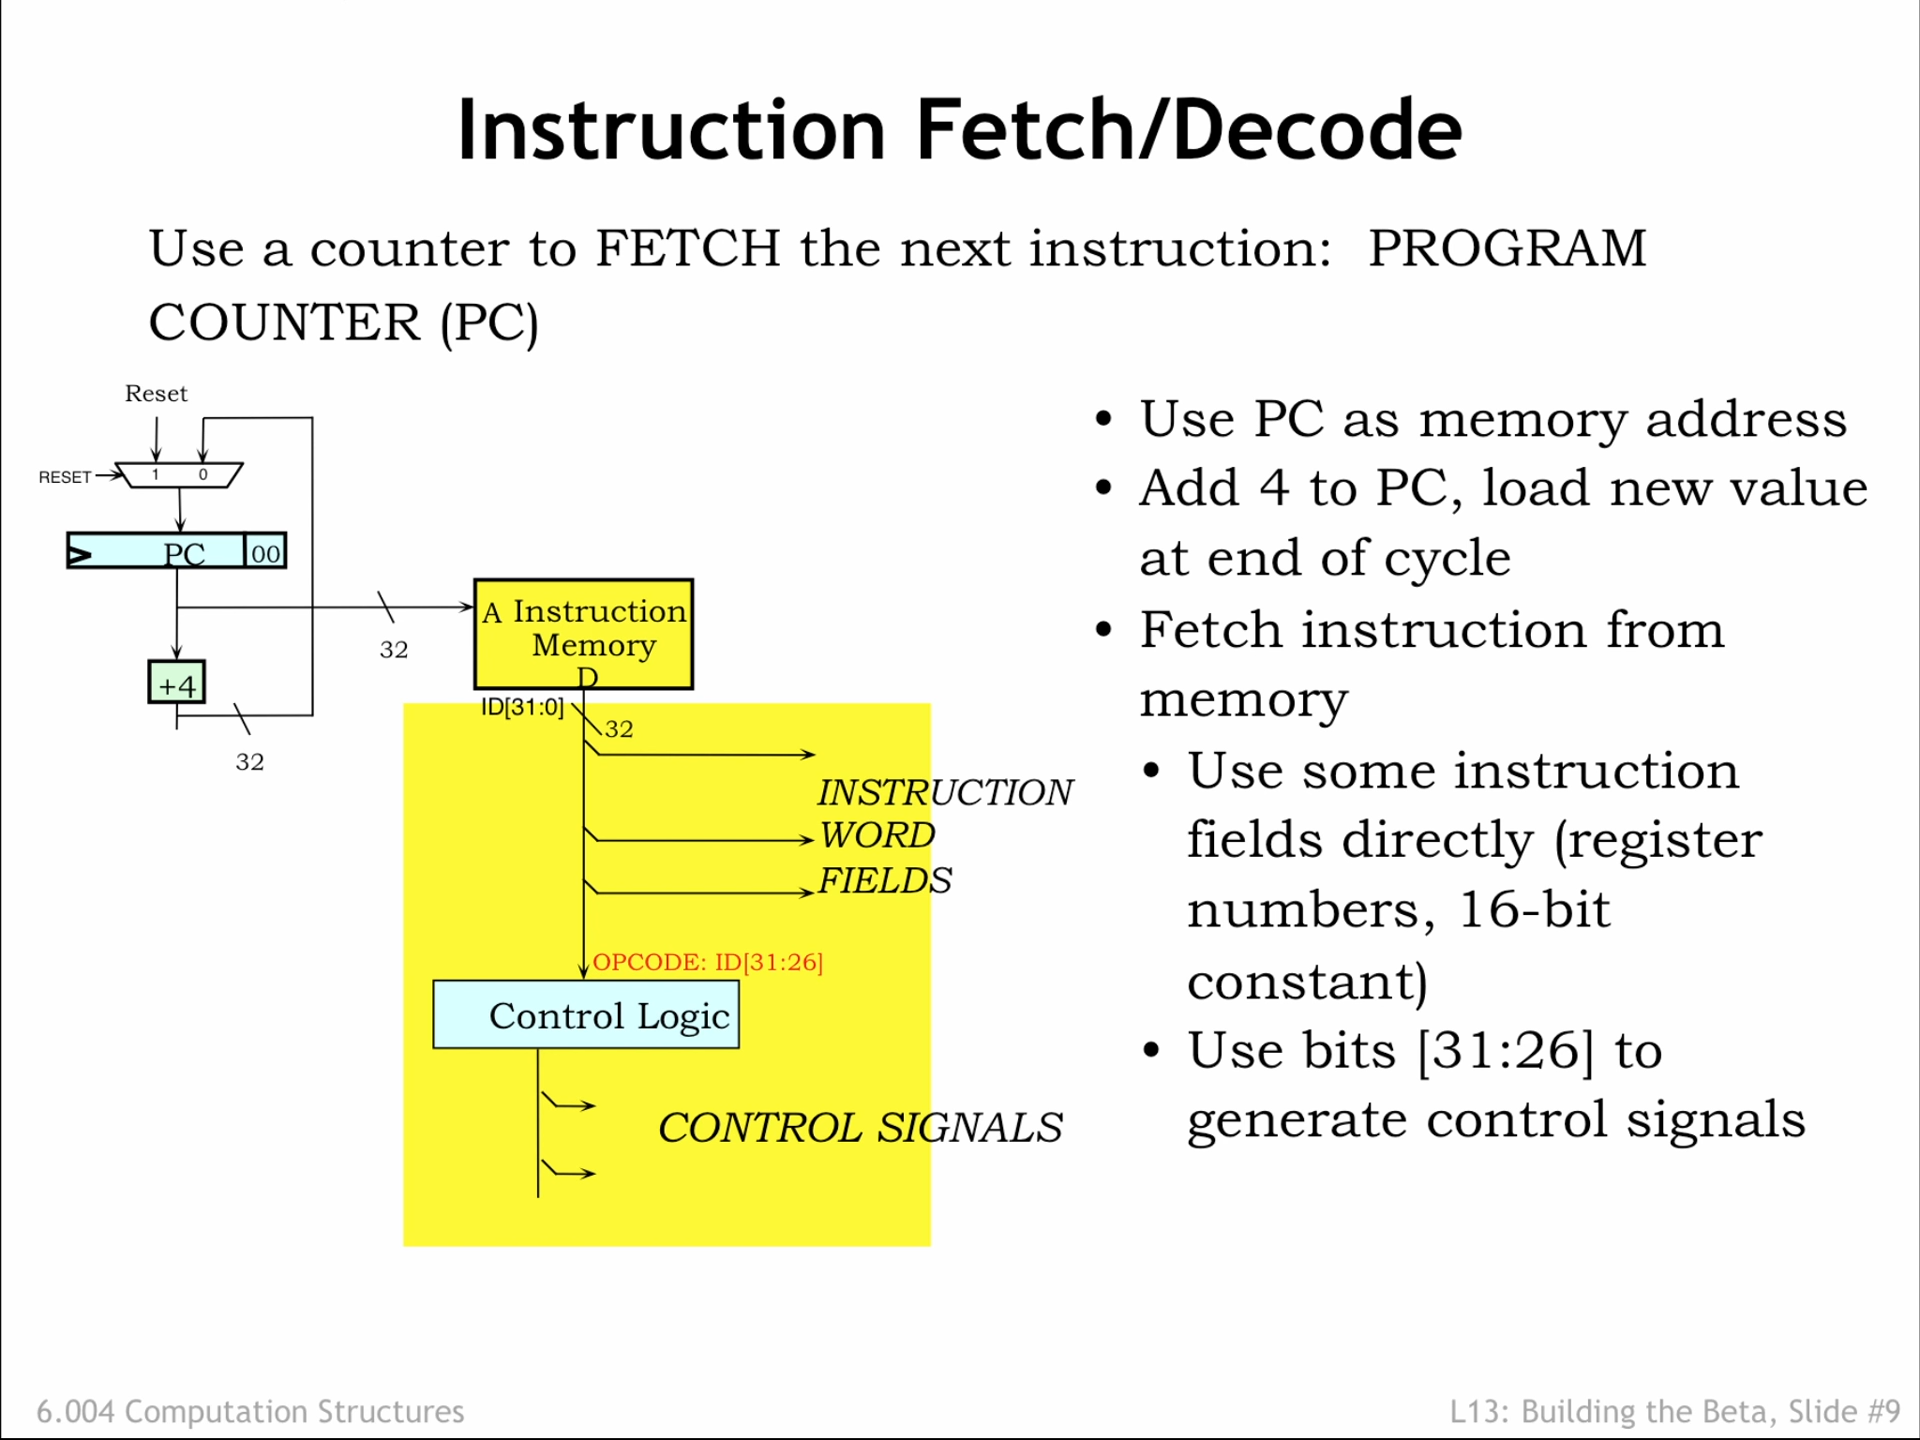 Instruction Fetch/Decode
Use a counter to FETCH the next instruction: PROGRAM
COUNTER (PC)
Reset
RESET
1 0
PC 00
32
+4
32
A Instruction
Memory
D
ID[31:0]
32
INSTRUCTION
WORD
FIELDS
OPCODE: ID[31:26]
Control Logic
CONTROL SIGNALS
• Use PC as memory address
• Add 4 to PC, load new value
at end of cycle
• Fetch instruction from
memory
• Use some instruction
fields directly (register
numbers, 16-bit
constant)
• Use bits [31:26] to
generate control signals
6.004 Computation Structures
L13: Building the Beta, Slide #9